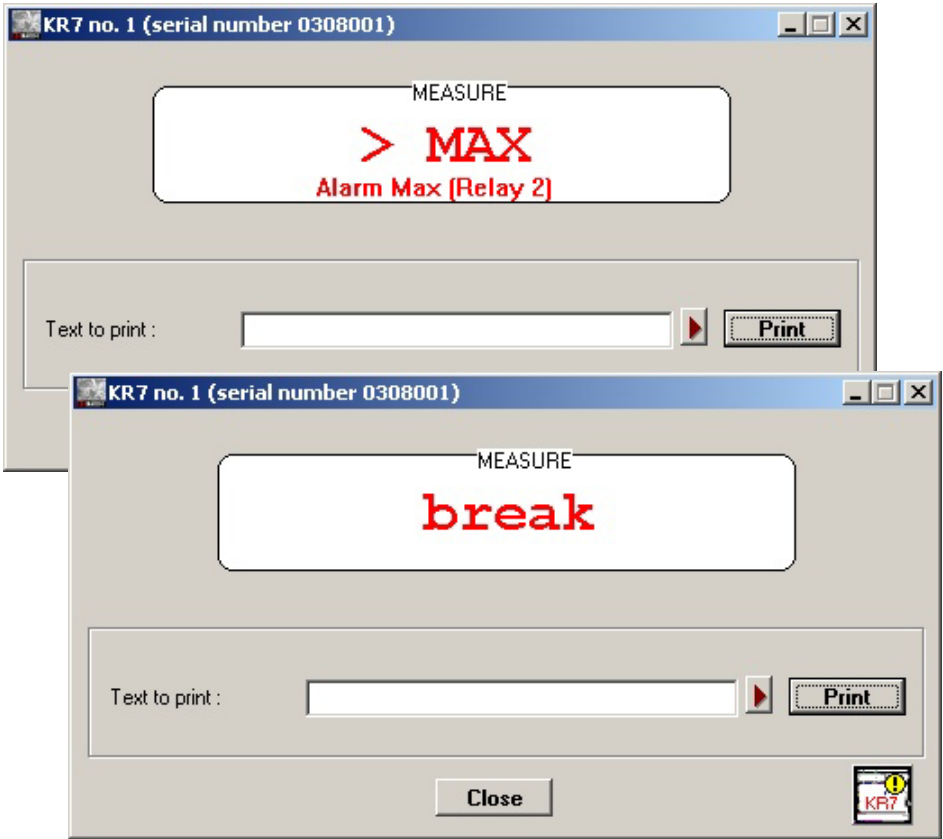 KR7 no. 1 (serial number 0308001)
MEASURE
> MAX
Alarm Max (Relay 2)
Text to print :
Print
KR7 no. 1 (serial number 0308001)
MEASURE
break
Text to print :
Print
Close
KR7